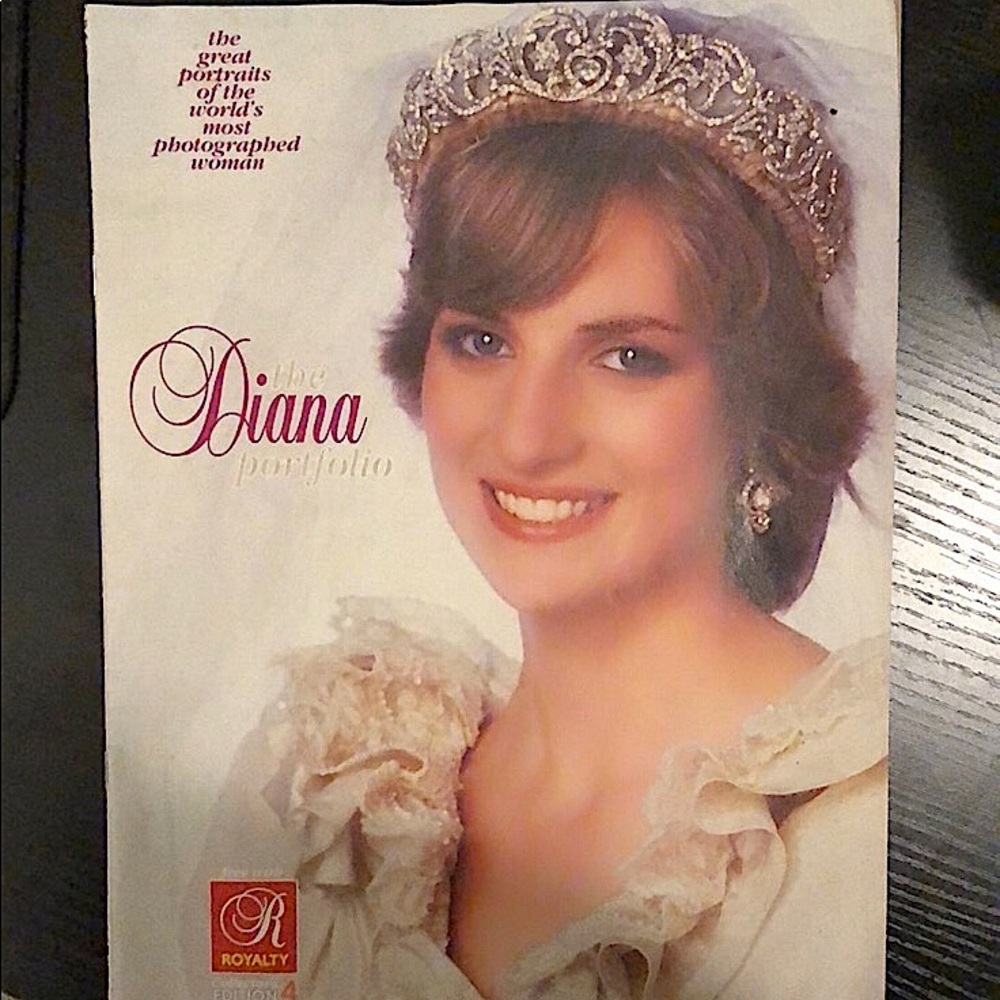 the
great
portraits
of the
world's
most
photographed
woman
the
Diana
portfolio
R
ROYALTY
EDITION 4